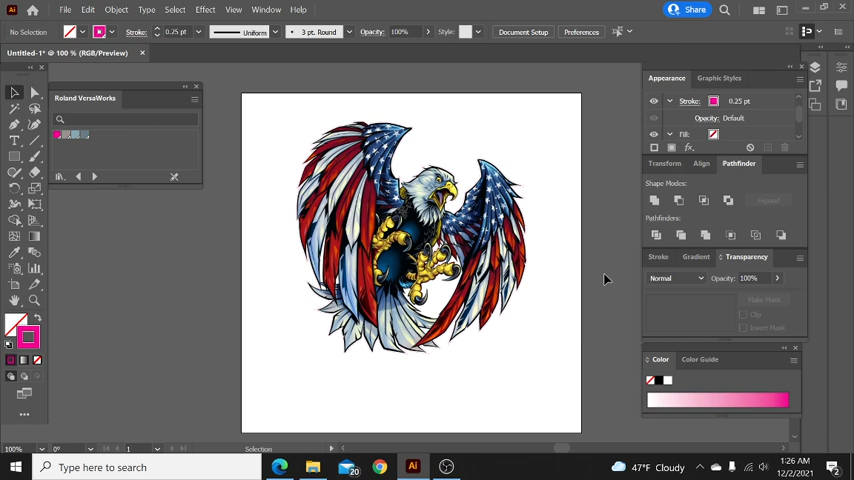 Ai File Edit Object Type Select Effect View Window Help Share
No Selection Stroke: 0.25 pt Uniform 3 pt. Round Opacity: 100% Style: Document Setup Preferences
Untitled-1* @ 100 % (RGB/Preview)
Roland VersaWorks
Appearance Graphic Styles
Stroke: 0.25 pt
Opacity: Default
Fill:
fx
Transform Align Pathfinder
Shape Modes:
Expand
Pathfinders:
Stroke Gradient Transparency
Normal Opacity: 100%
Make Mask
Clip
Invert Mask
Color Color Guide
100% 0° 1 Selection
Type here to search
20
Ai
47°F Cloudy
1:26 AM
12/2/2021
2